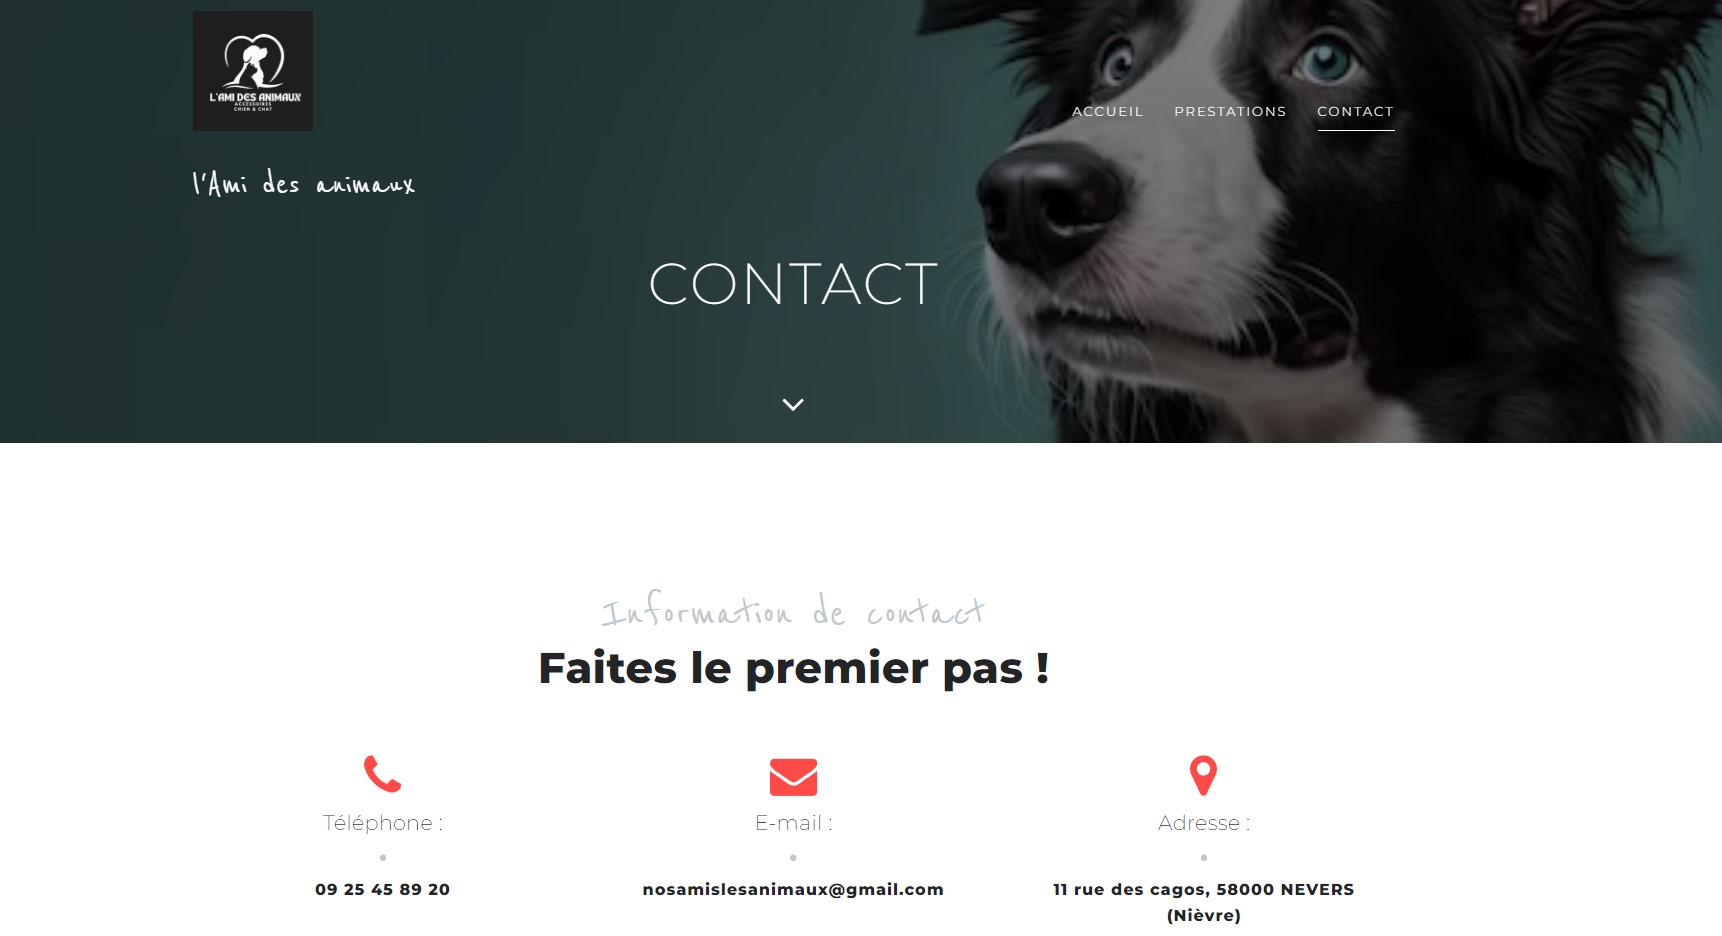 L'AMI DES ANIMAUX
ACCESSOIRES
CHIEN & CHAT
ACCUEIL PRESTATIONS CONTACT
l'Ami des animaux
CONTACT
Information de contact
Faites le premier pas !
Téléphone :
09 25 45 89 20
E-mail :
nosamislesanimaux@gmail.com
Adresse :
11 rue des cagos, 58000 NEVERS
(Nièvre)